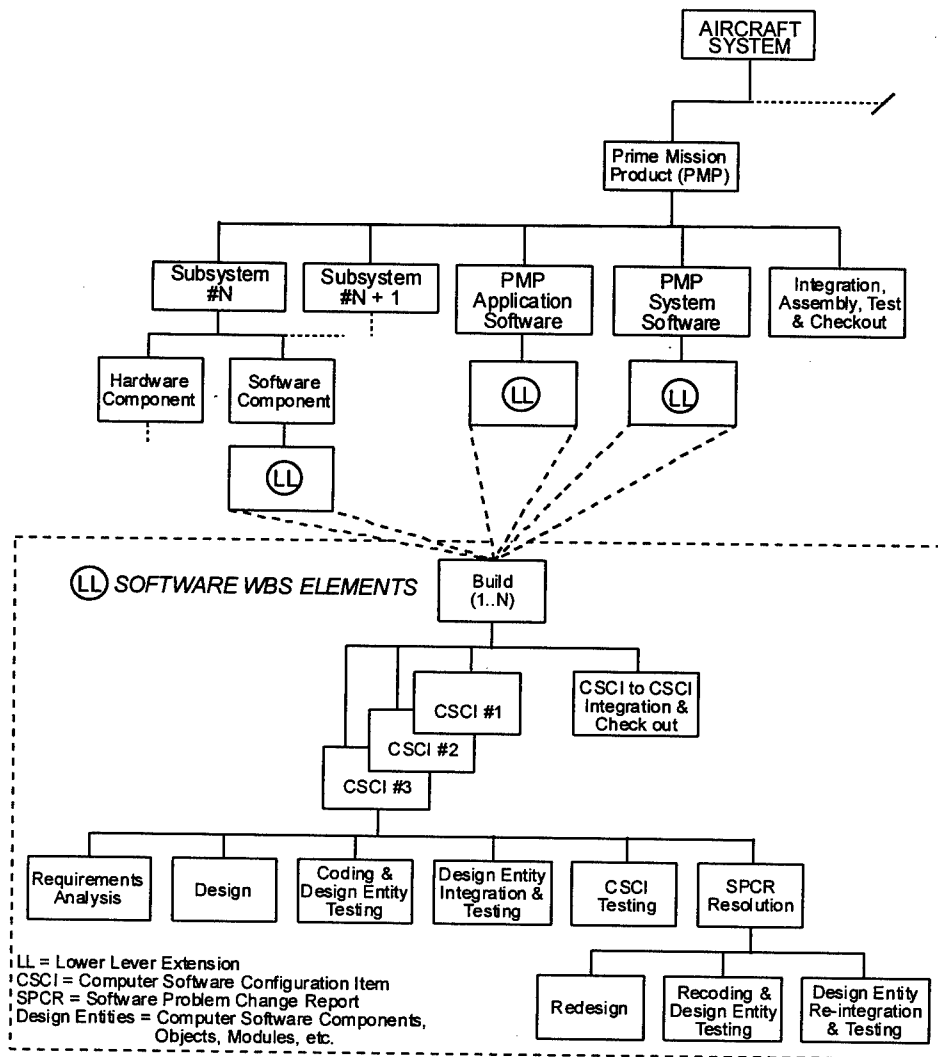 AIRCRAFT
SYSTEM
Prime Mission
Product (PMP)
Subsystem
#N
Subsystem
#N + 1
PMP
Application
Software
PMP
System
Software
Integration,
Assembly, Test
& Checkout
Hardware
Component
Software
Component
LL
LL
LL
LL SOFTWARE WBS ELEMENTS
Build
(1..N)
CSCI #1
CSCI #2
CSCI #3
CSCI to CSCI
Integration &
Check out
Requirements
Analysis
Design
Coding &
Design Entity
Testing
Design Entity
Integration &
Testing
CSCI
Testing
SPCR
Resolution
Redesign
Recoding &
Design Entity
Testing
Design Entity
Re-integration
& Testing
LL = Lower Lever Extension
CSCI = Computer Software Configuration Item
SPCR = Software Problem Change Report
Design Entities = Computer Software Components,
Objects, Modules, etc.